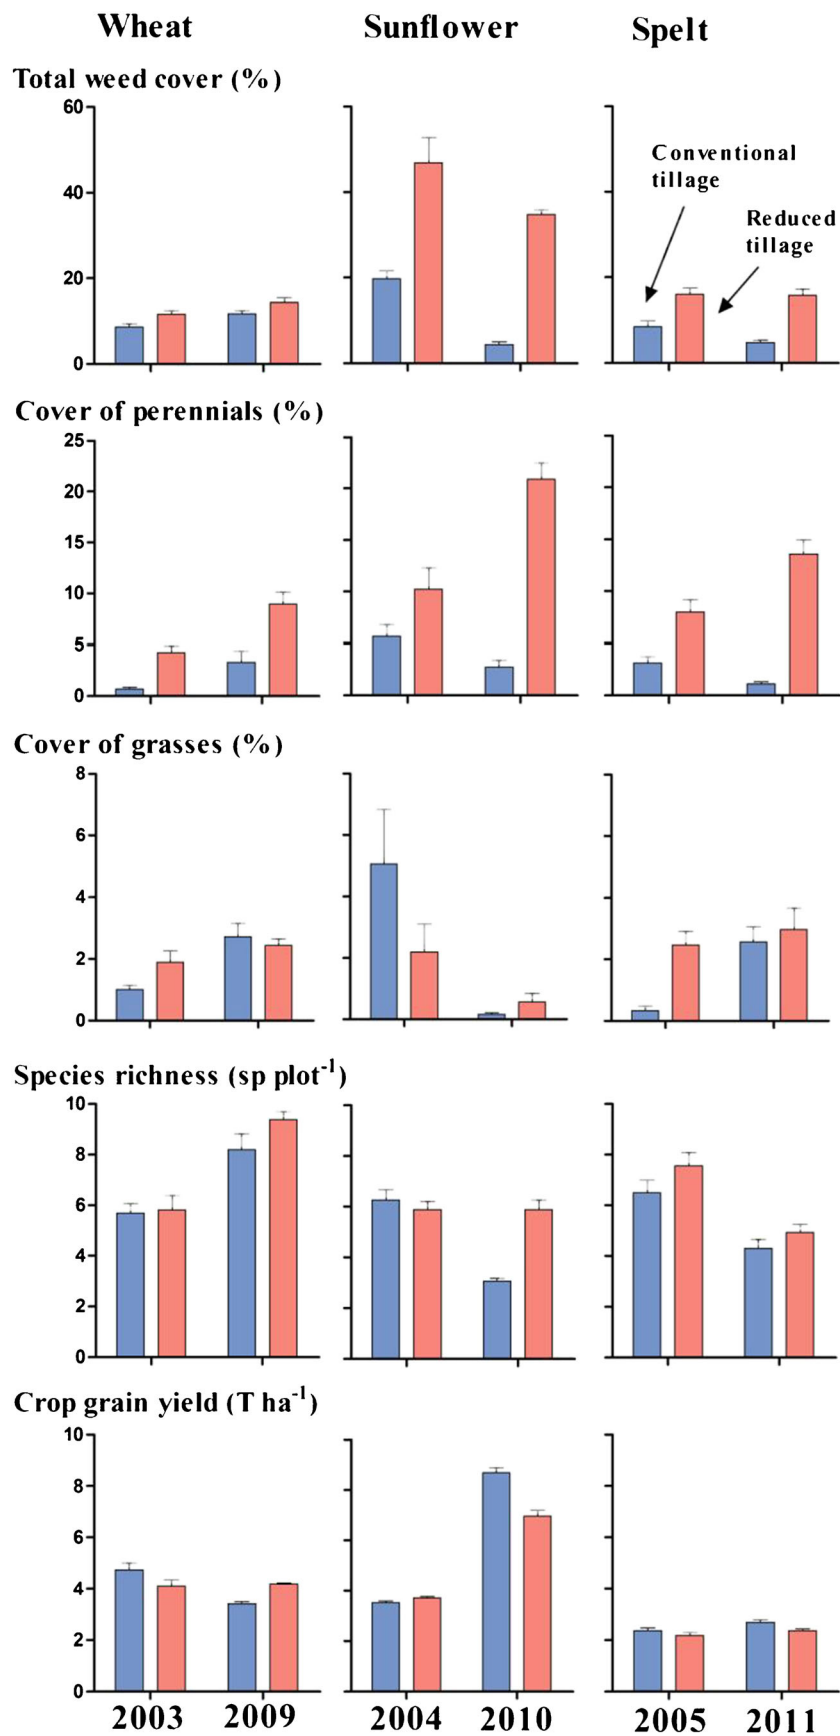 Wheat Sunflower Spelt
Total weed cover (%)
60
40
20
0
Conventional
tillage
Reduced
tillage
Cover of perennials (%)
25
20
15
10
5
0
Cover of grasses (%)
8
6
4
2
0
Species richness (sp plot-1)
10
8
6
4
2
0
Crop grain yield (T ha-1)
10
8
6
4
2
0
2003 2009 2004 2010 2005 2011